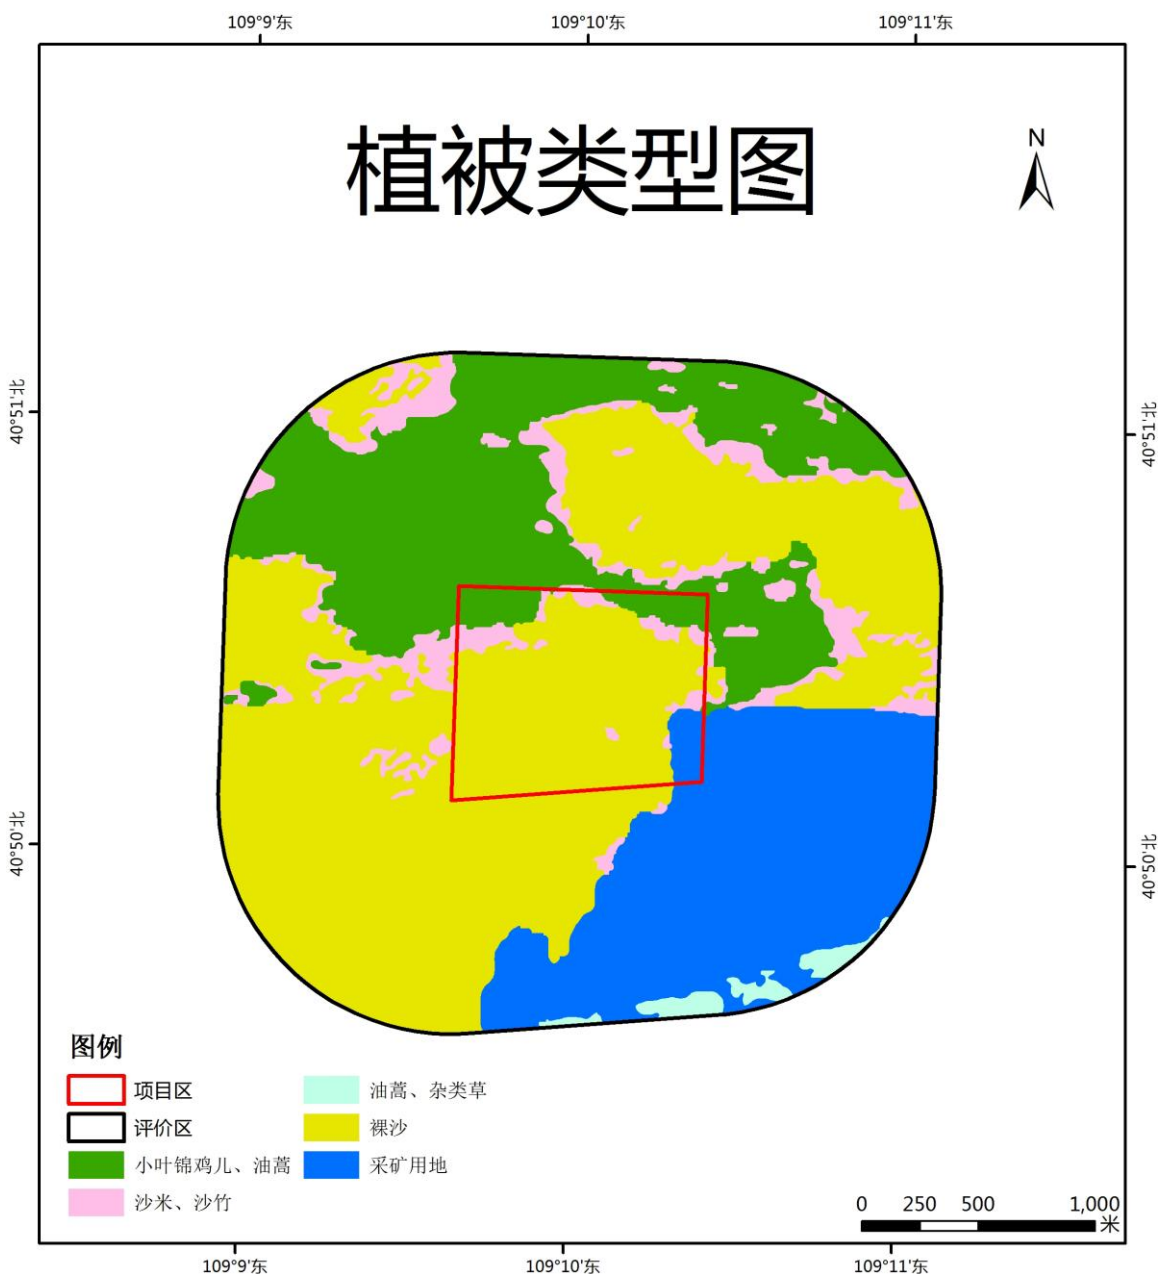 109°9'东
109°10'东
109°11'东
植被类型图
N
40°51'北
40°51'北
40°50'北
40°50'北
图例
项目区
评价区
小叶锦鸡儿、油蒿
沙米、沙竹
油蒿、杂类草
裸沙
采矿用地
0 250 500 1,000
米
109°9'东
109°10'东
109°11'东